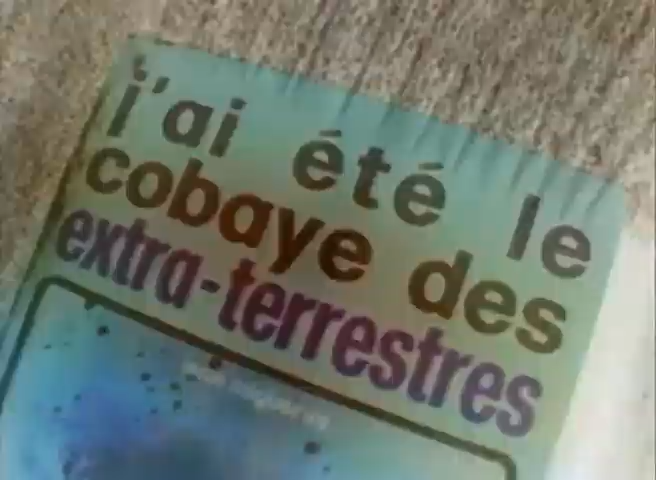 j'ai été le
cobaye des
extra-terrestres